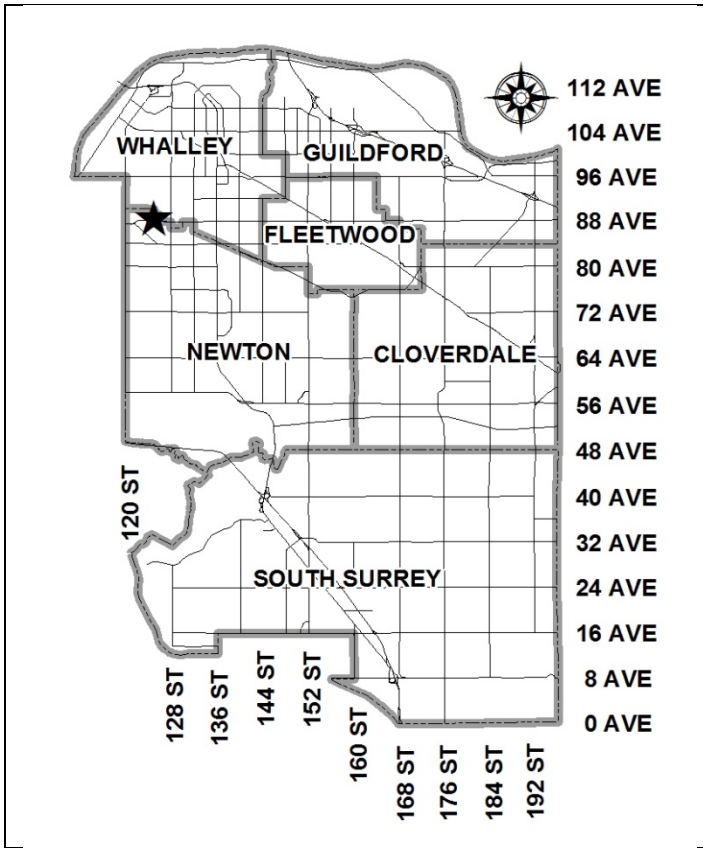 112 AVE
104 AVE
WHALLEY
GUILDFORD
96 AVE
88 AVE
FLEETWOOD
80 AVE
72 AVE
NEWTON
CLOVERDALE
64 AVE
56 AVE
48 AVE
120 ST
40 AVE
32 AVE
SOUTH SURREY
24 AVE
16 AVE
8 AVE
0 AVE
128 ST
136 ST
144 ST
152 ST
160 ST
168 ST
176 ST
184 ST
192 ST